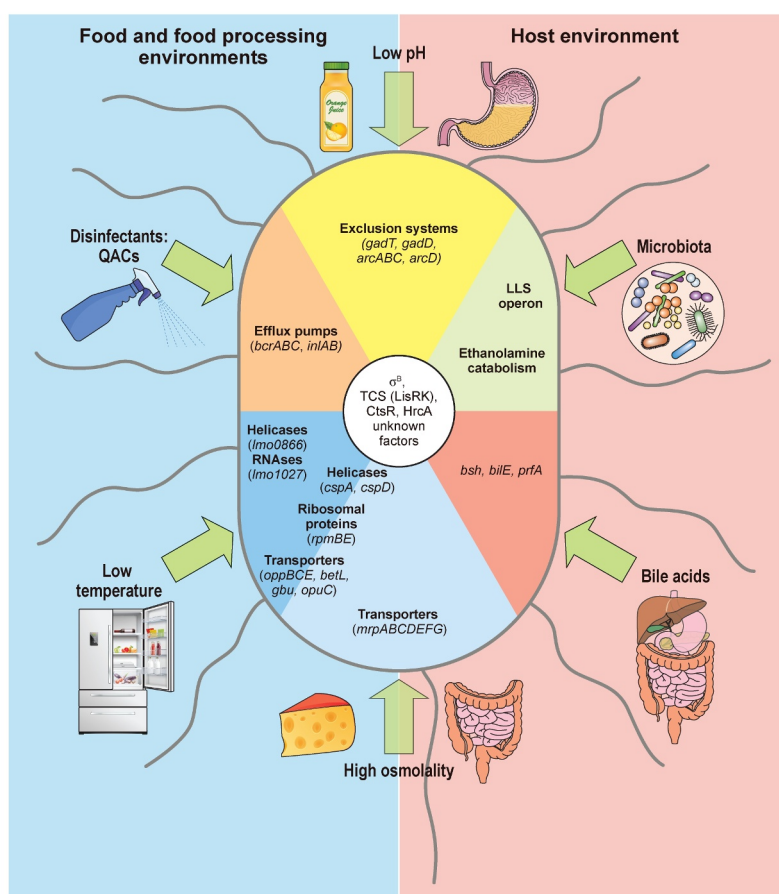 Food and food processing
environments
Host environment
Low pH
Orange
Juice
Disinfectants:
QACs
Microbiota
Exclusion systems
(gadT, gadD,
arcABC, arcD)
LLS
operon
Efflux pumps
(bcrABC, inlAB)
Ethanolamine
catabolism
σᴮ,
TCS (LisRK),
CtsR, HrcA
unknown
factors
Helicases
(lmo0866)
RNAses
(lmo1027)
Helicases
(cspA, cspD)
bsh, bilE, prfA
Ribosomal
proteins
(rpmBE)
Transporters
(oppBCE, betL,
gbu, opuC)
Low
temperature
Bile acids
Transporters
(mrpABCDEFG)
High osmolality